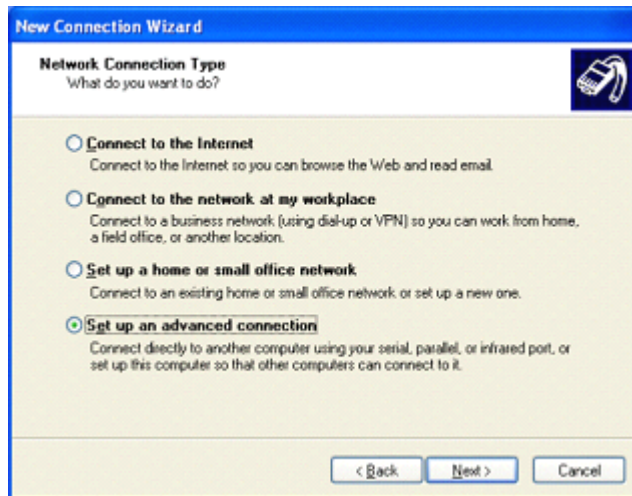 New Connection Wizard
Network Connection Type
What do you want to do?
Connect to the Internet
Connect to the Internet so you can browse the Web and read email.
Connect to the network at my workplace
Connect to a business network (using dial-up or VPN) so you can work from home,
a field office, or another location.
Set up a home or small office network
Connect to an existing home or small office network or set up a new one.
Set up an advanced connection
Connect directly to another computer using your serial, parallel, or infrared port, or
set up this computer so that other computers can connect to it.
< Back
Next >
Cancel